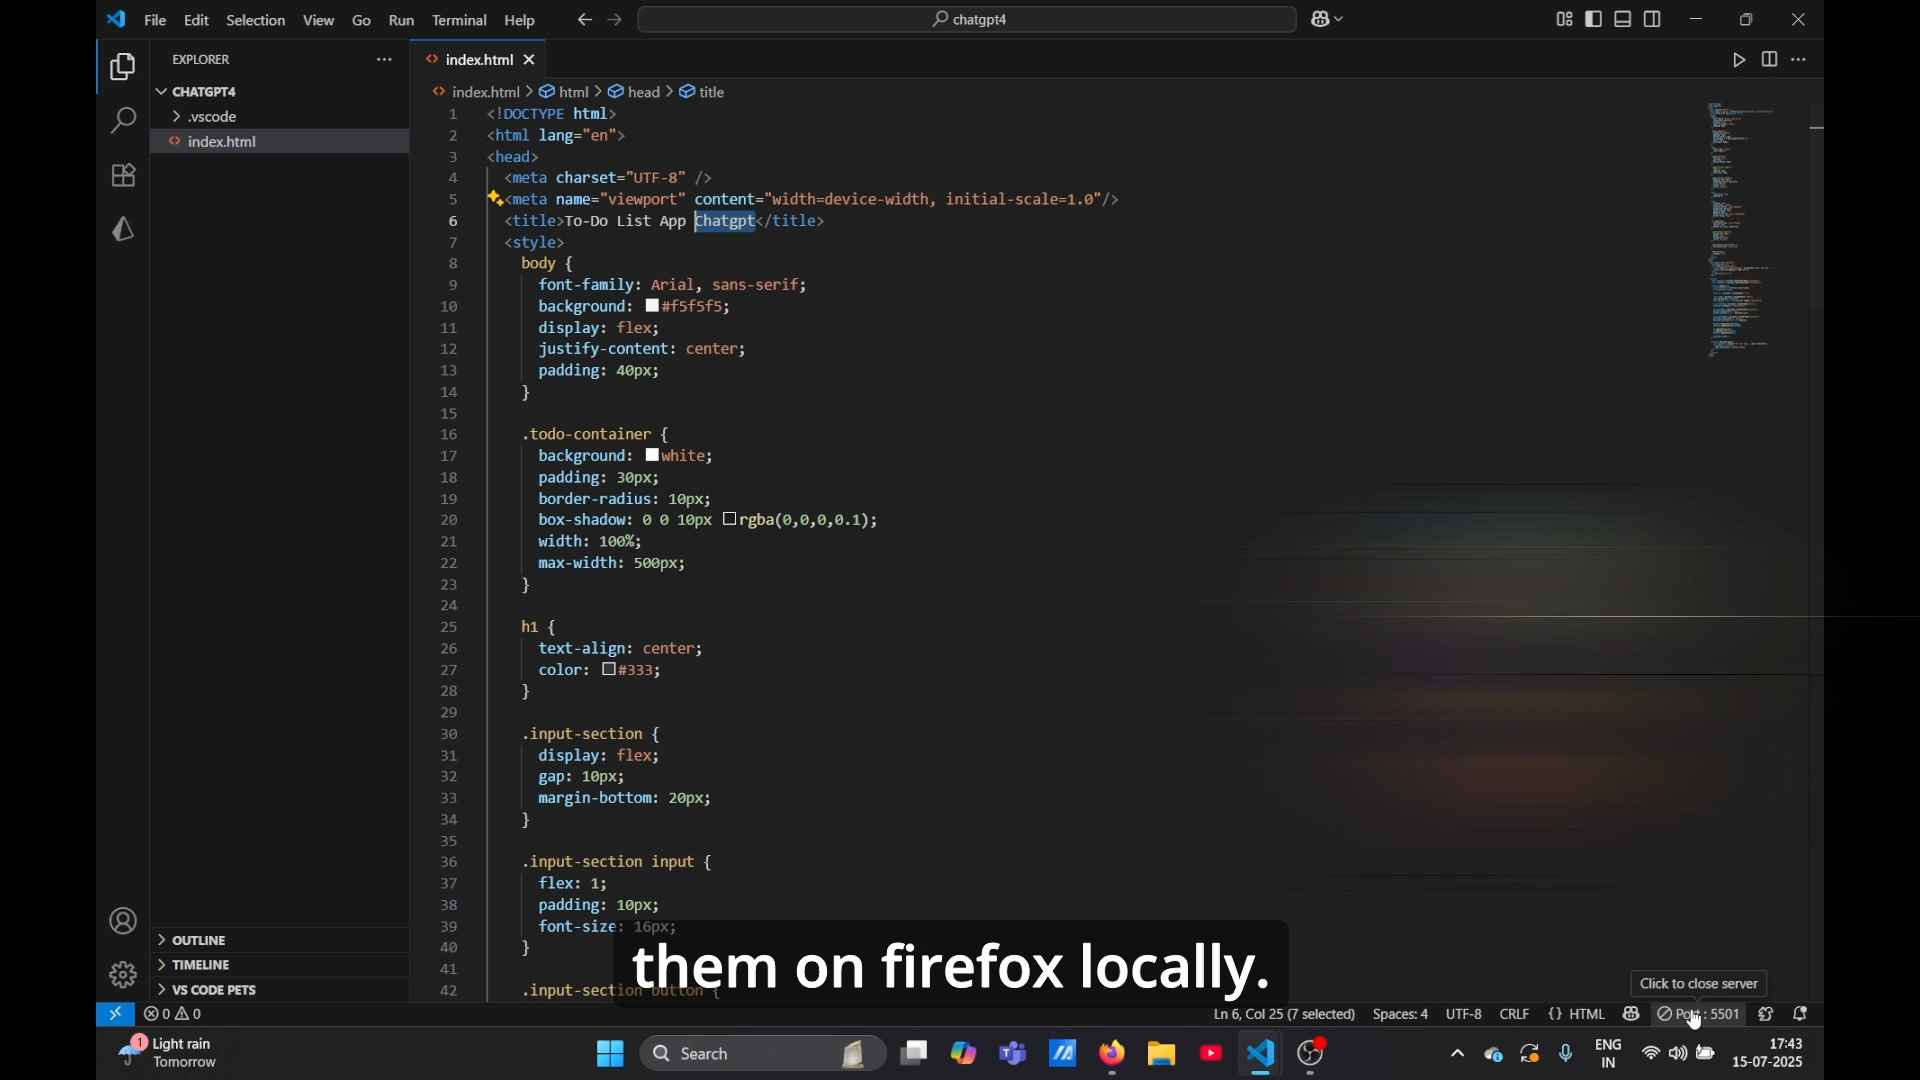 File Edit Selection View Go Run Terminal Help
chatgpt4
EXPLORER
index.html
CHATGPT4
index.html > html > head > title
.vscode
index.html
1 <!DOCTYPE html>
2 <html lang="en">
3 <head>
4 <meta charset="UTF-8" />
5 <meta name="viewport" content="width=device-width, initial-scale=1.0"/>
6 <title>To-Do List App Chatgpt</title>
7 <style>
8 body {
9 font-family: Arial, sans-serif;
10 background: #f5f5f5;
11 display: flex;
12 justify-content: center;
13 padding: 40px;
14 }
15
16 .todo-container {
17 background: white;
18 padding: 30px;
19 border-radius: 10px;
20 box-shadow: 0 0 10px rgba(0,0,0,0.1);
21 width: 100%;
22 max-width: 500px;
23 }
24
25 h1 {
26 text-align: center;
27 color: #333;
28 }
29
30 .input-section {
31 display: flex;
32 gap: 10px;
33 margin-bottom: 20px;
34 }
35
36 .input-section input {
37 flex: 1;
38 padding: 10px;
39 font-size: 16px;
40 }
41
42 .input-section button {
OUTLINE
TIMELINE
VS CODE PETS
them on firefox locally.
Click to close server
0 0
Ln 6, Col 25 (7 selected) Spaces: 4 UTF-8 CRLF {} HTML Port : 5501
1
Light rain
Tomorrow
Search
ENG
IN
17:43
15-07-2025